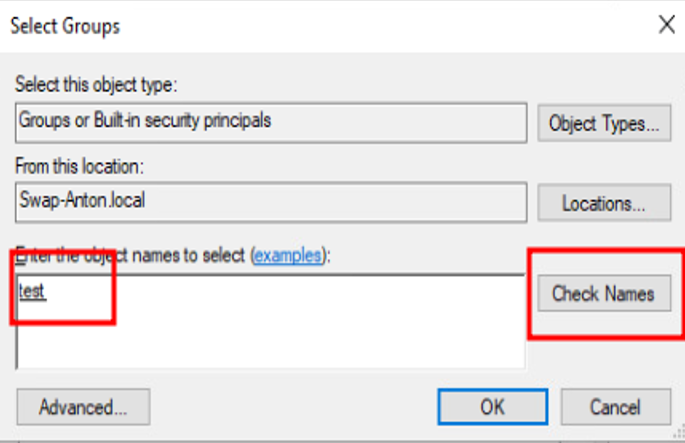 Select Groups
Select this object type:
Groups or Built-in security principals
Object Types...
From this location:
Swap-Anton.local
Locations...
Enter the object names to select (examples):
test
Check Names
Advanced...
OK
Cancel